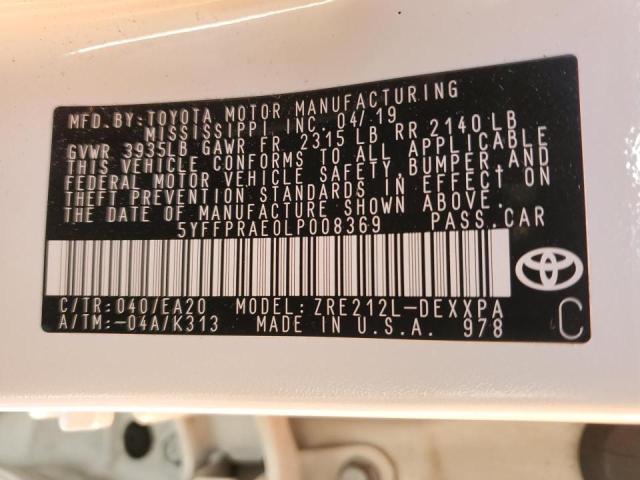 MFD. BY: TOYOTA MOTOR MANUFACTURING
MISSISSIPPI INC. 04/19
GVWR 3935LB GAWR FR 2315 LB RR 2140 LB
THIS VEHICLE CONFORMS TO ALL APPLICABLE
FEDERAL MOTOR VEHICLE SAFETY, BUMPER, AND
THEFT PREVENTION STANDARDS IN EFFECT ON
THE DATE OF MANUFACTURE SHOWN ABOVE.
5YFFPRAE0LP008369 PASS. CAR
C/TR: 040/EA20 MODEL: ZRE212L-DEXXPA
A/TM: -04A/K313 MADE IN U.S.A. 978 C